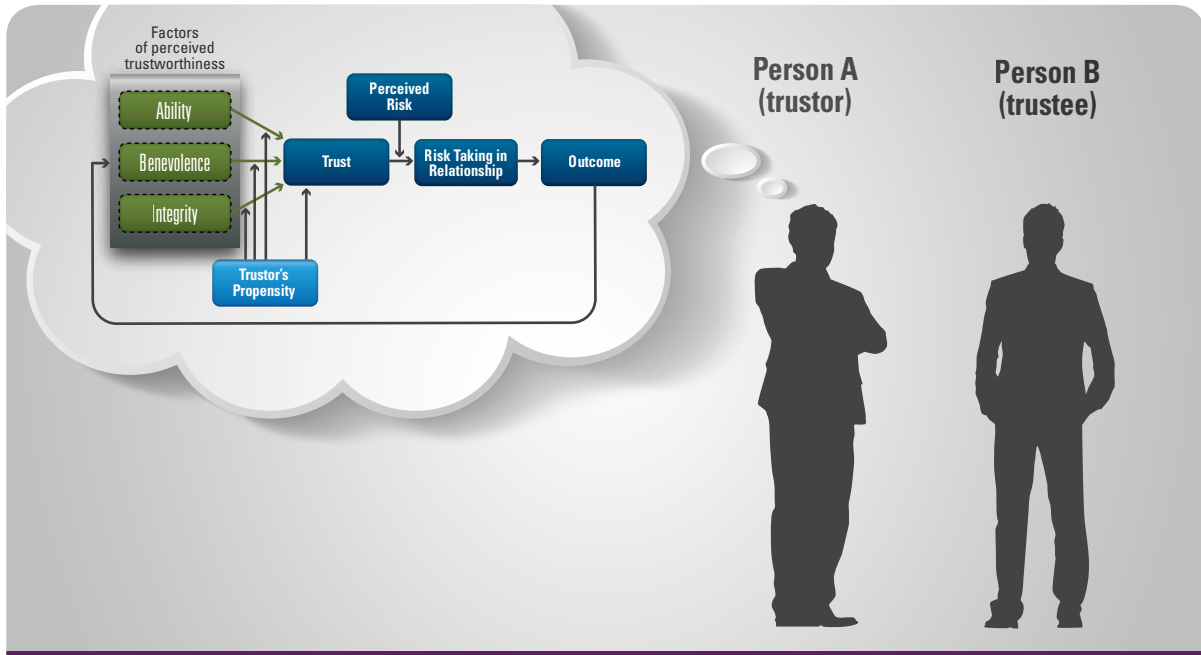 Factors
of perceived
trustworthiness
Ability
Benevolence
Integrity
Trust
Perceived
Risk
Risk Taking in
Relationship
Outcome
Trustor's
Propensity
Person A
(trustor)
Person B
(trustee)